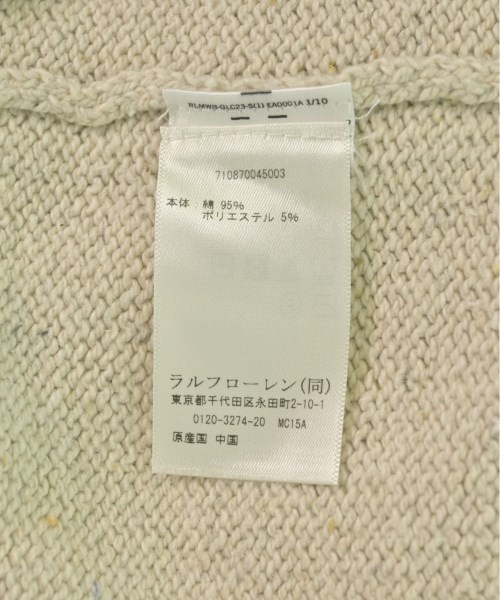 RLMW9-GLC23-S(1) EA0001A 1/10
710870045003
本体 綿 95%
ポリエステル 5%
ラルフローレン(同)
東京都千代田区永田町2-10-1
0120-3274-20 MC15A
原産国 中国